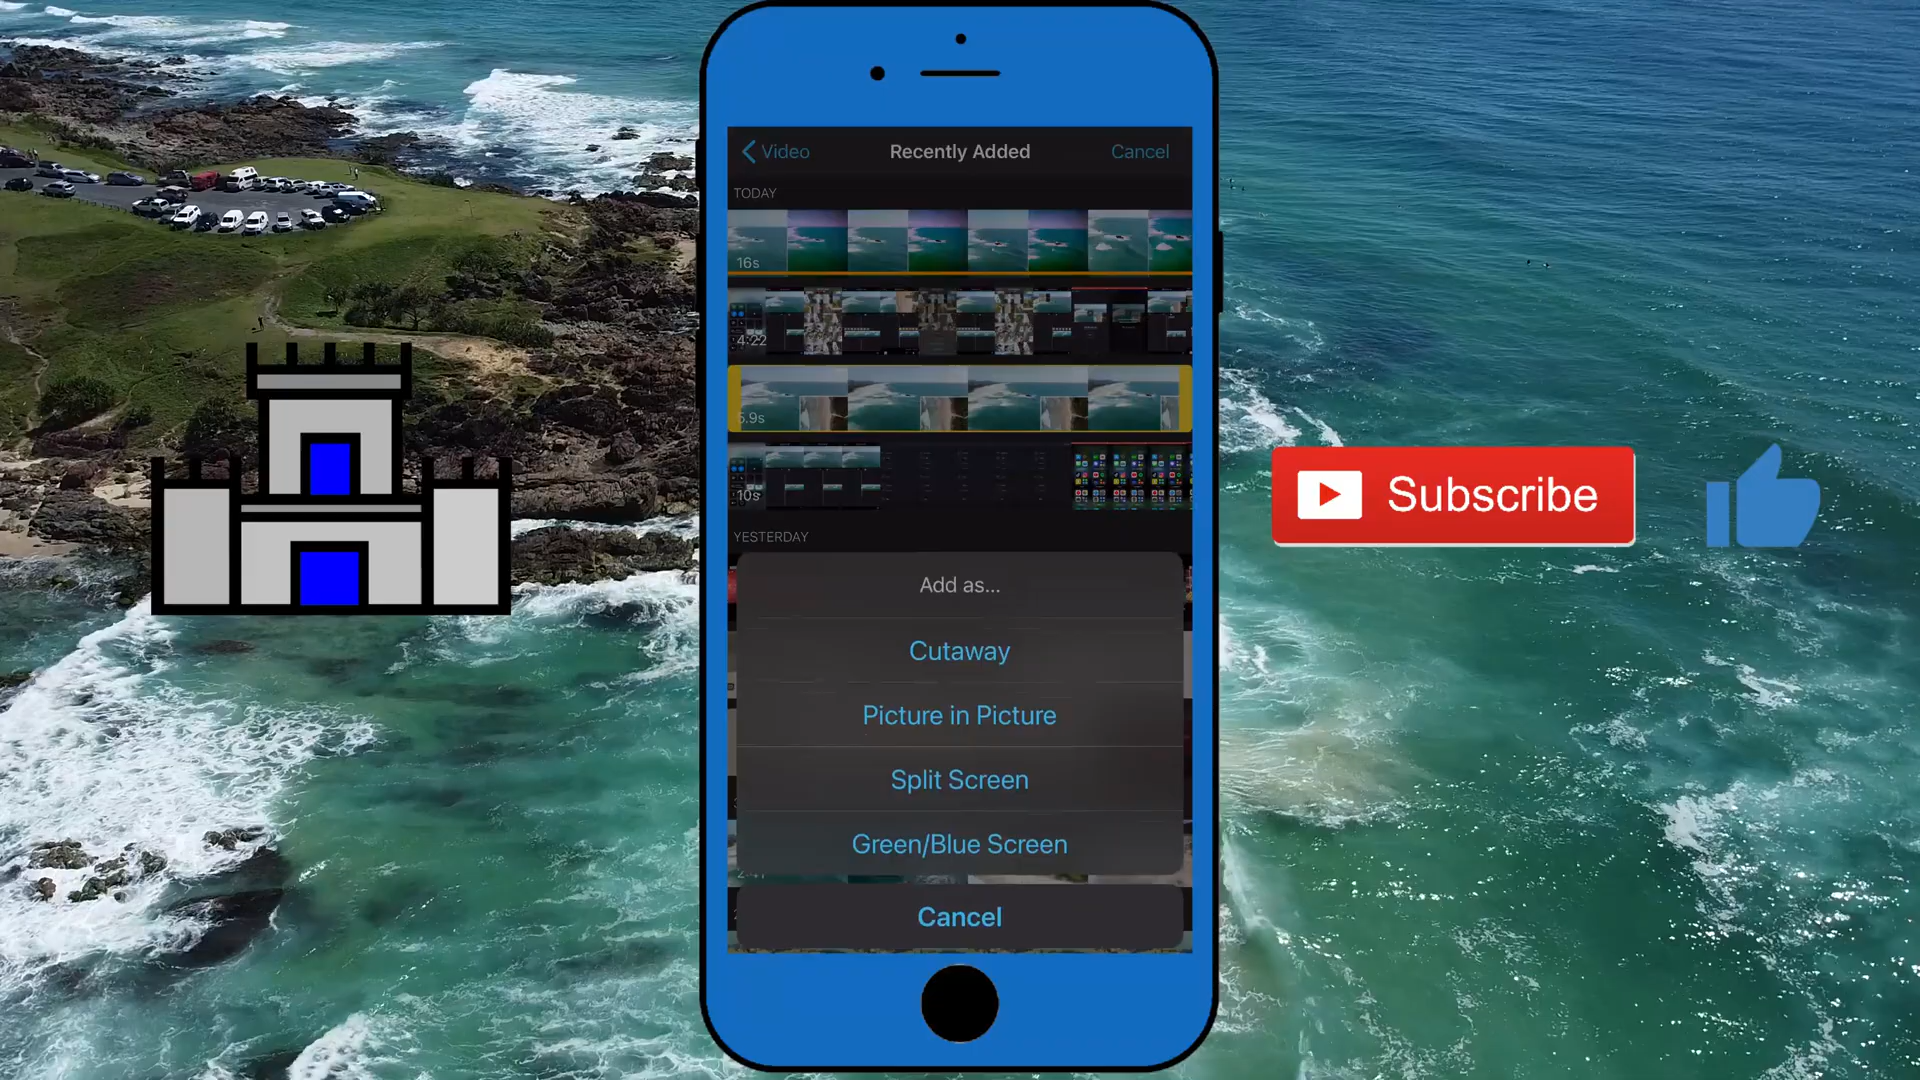 Video
Recently Added
Cancel
TODAY
16s
4:22
5.9s
10s
YESTERDAY
Add as...
Cutaway
Picture in Picture
Split Screen
Green/Blue Screen
Cancel
Subscribe